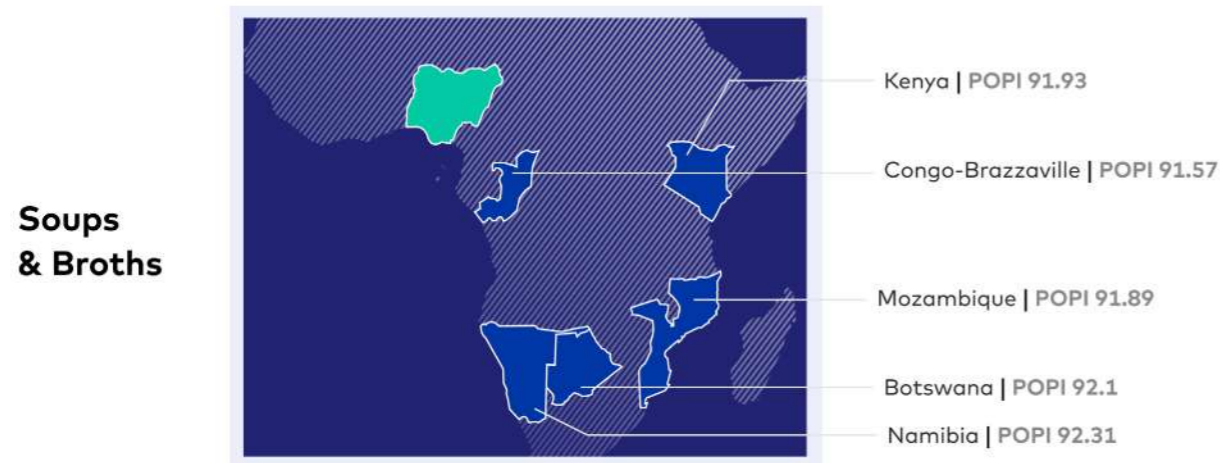 Soups
& Broths
Kenya | POPI 91.93
Congo-Brazzaville | POPI 91.57
Mozambique | POPI 91.89
Botswana | POPI 92.1
Namibia | POPI 92.31